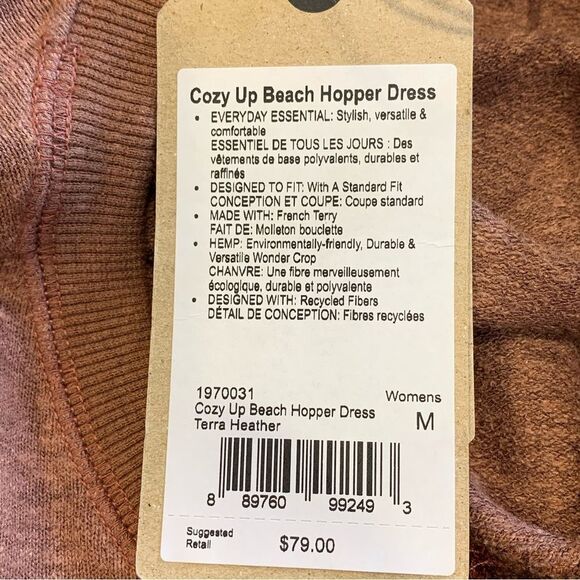 Cozy Up Beach Hopper Dress
• EVERYDAY ESSENTIAL: Stylish, versatile &
comfortable
ESSENTIEL DE TOUS LES JOURS : Des
vêtements de base polyvalents, durables et
raffinés
• DESIGNED TO FIT: With A Standard Fit
CONCEPTION ET COUPE: Coupe standard
• MADE WITH: French Terry
FAIT DE: Molleton bouclette
• HEMP: Environmentally-friendly, Durable &
Versatile Wonder Crop
CHANVRE: Une fibre merveilleusement
écologique, durable et polyvalente
• DESIGNED WITH: Recycled Fibers
DÉTAIL DE CONCEPTION: Fibres recyclées
1970031 Womens
Cozy Up Beach Hopper Dress M
Terra Heather
8 89760 99249 3
Suggested
Retail $79.00